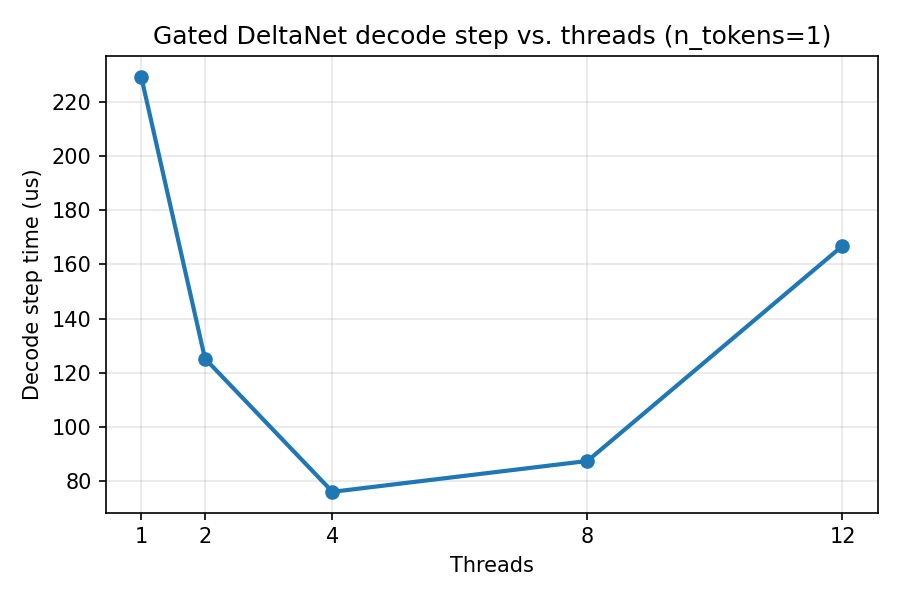 Gated DeltaNet decode step vs. threads (n_tokens=1)
Decode step time (us)
220
200
180
160
140
120
100
80
1 2 4 8 12
Threads